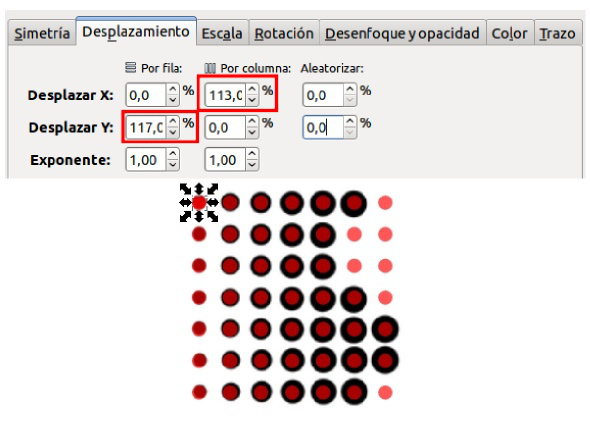 Simetría Desplazamiento Escala Rotación Desenfoque y opacidad Color Trazo
Por fila: Por columna: Aleatorizar:
Desplazar X: 0,0 % 113,0 % 0,0 %
Desplazar Y: 117,0 % 0,0 % 0,0 %
Exponente: 1,00 1,00